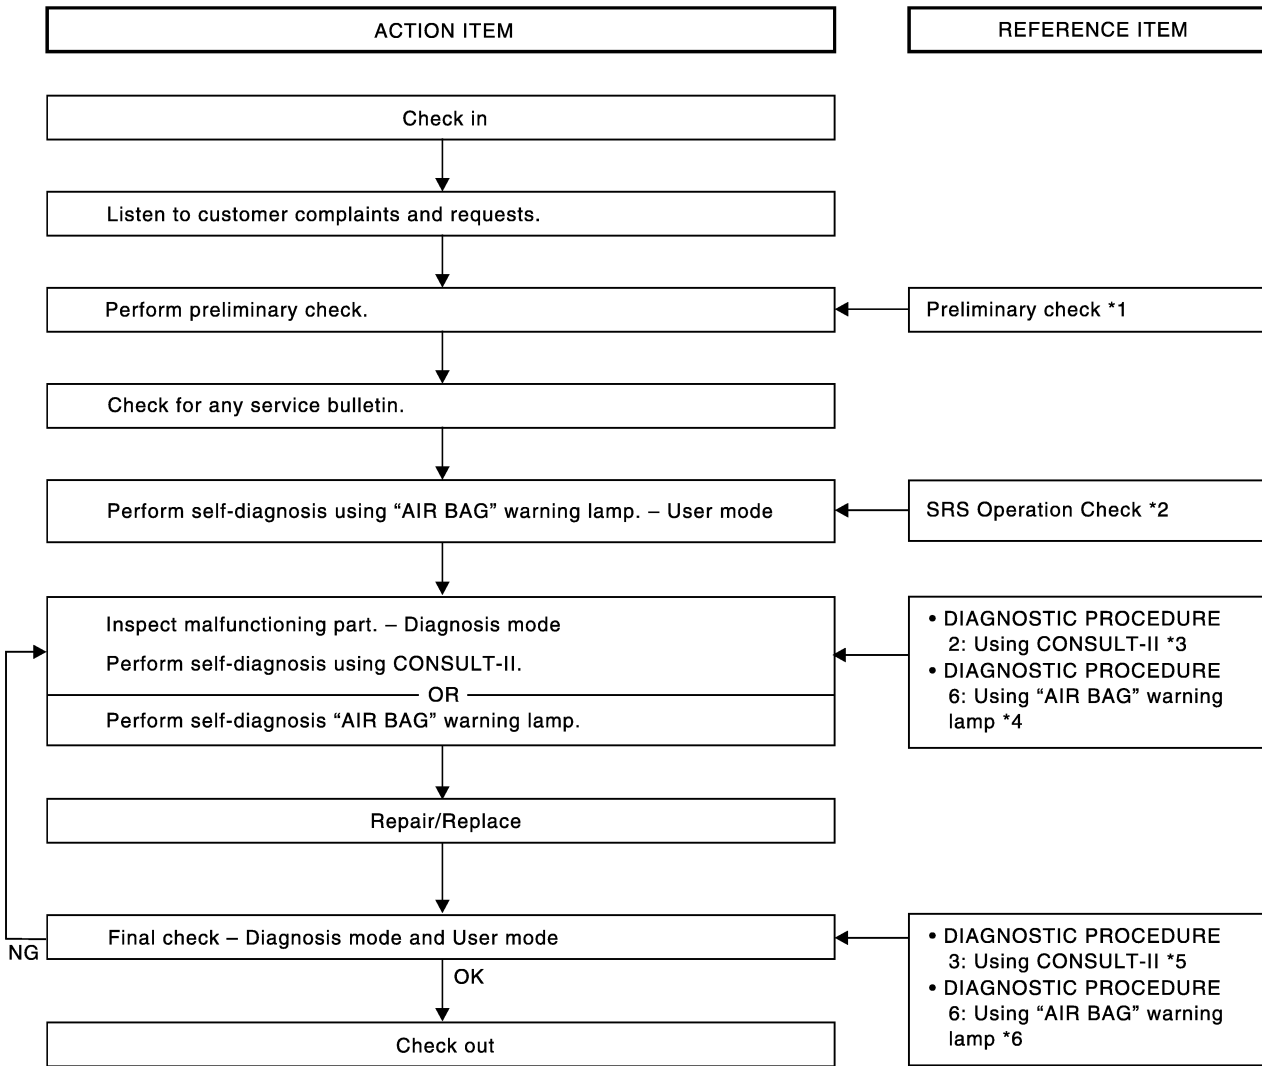 ACTION ITEM
REFERENCE ITEM
Check in
Listen to customer complaints and requests.
Perform preliminary check.
Preliminary check *1
Check for any service bulletin.
Perform self-diagnosis using “AIR BAG” warning lamp. – User mode
SRS Operation Check *2
Inspect malfunctioning part. – Diagnosis mode
Perform self-diagnosis using CONSULT-II.
OR
Perform self-diagnosis “AIR BAG” warning lamp.
• DIAGNOSTIC PROCEDURE
2: Using CONSULT-II *3
• DIAGNOSTIC PROCEDURE
6: Using “AIR BAG” warning
lamp *4
Repair/Replace
Final check – Diagnosis mode and User mode
NG
OK
• DIAGNOSTIC PROCEDURE
3: Using CONSULT-II *5
• DIAGNOSTIC PROCEDURE
6: Using “AIR BAG” warning
lamp *6
Check out